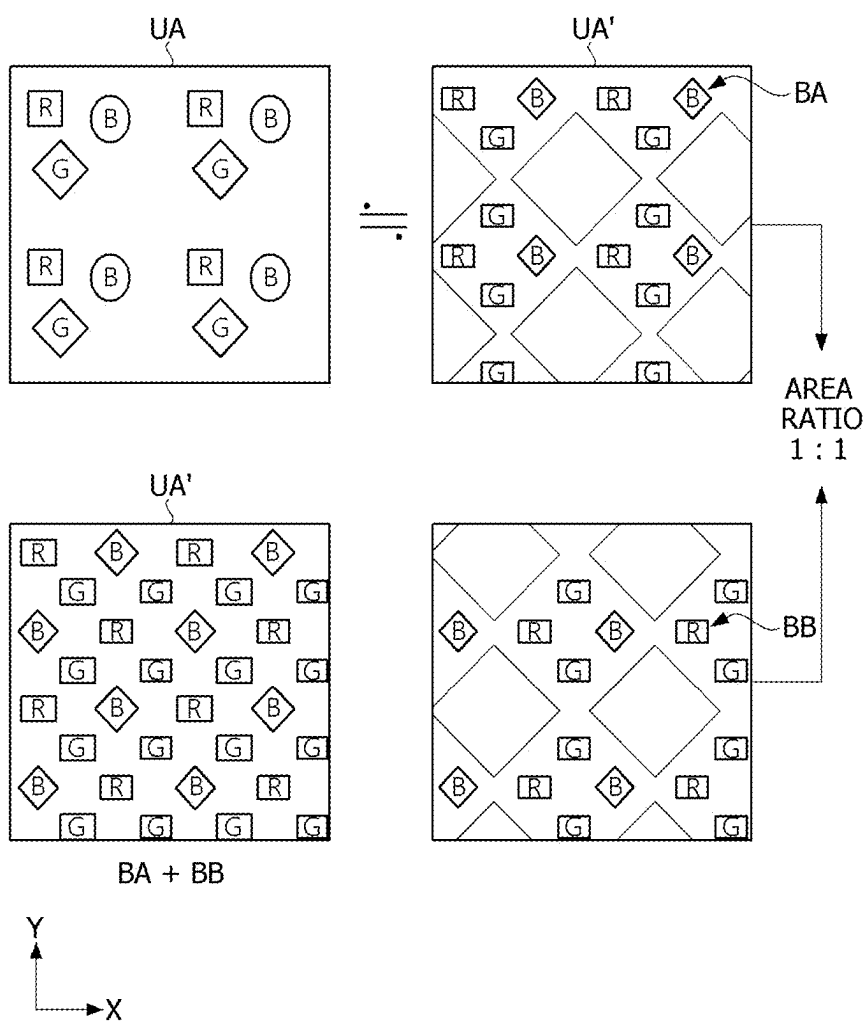 UA
UA'
R B R B
G G
R B R B
G G
R B R B BA
G G
G G
R B R B
G G
G G
AREA
RATIO
1 : 1
UA'
R B R B
G G G G
B R B R
G G G G
R B R B
G G G G
B R B R
G G G G
BA + BB
G G
B R B R BB
G G
G G
B R B R
G G
Y
X